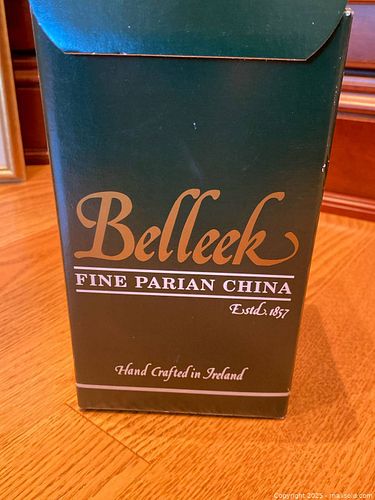 Belleek
FINE PARIAN CHINA
Estd. 1857
Hand Crafted in Ireland
Copyright 2025 - maxsold.com